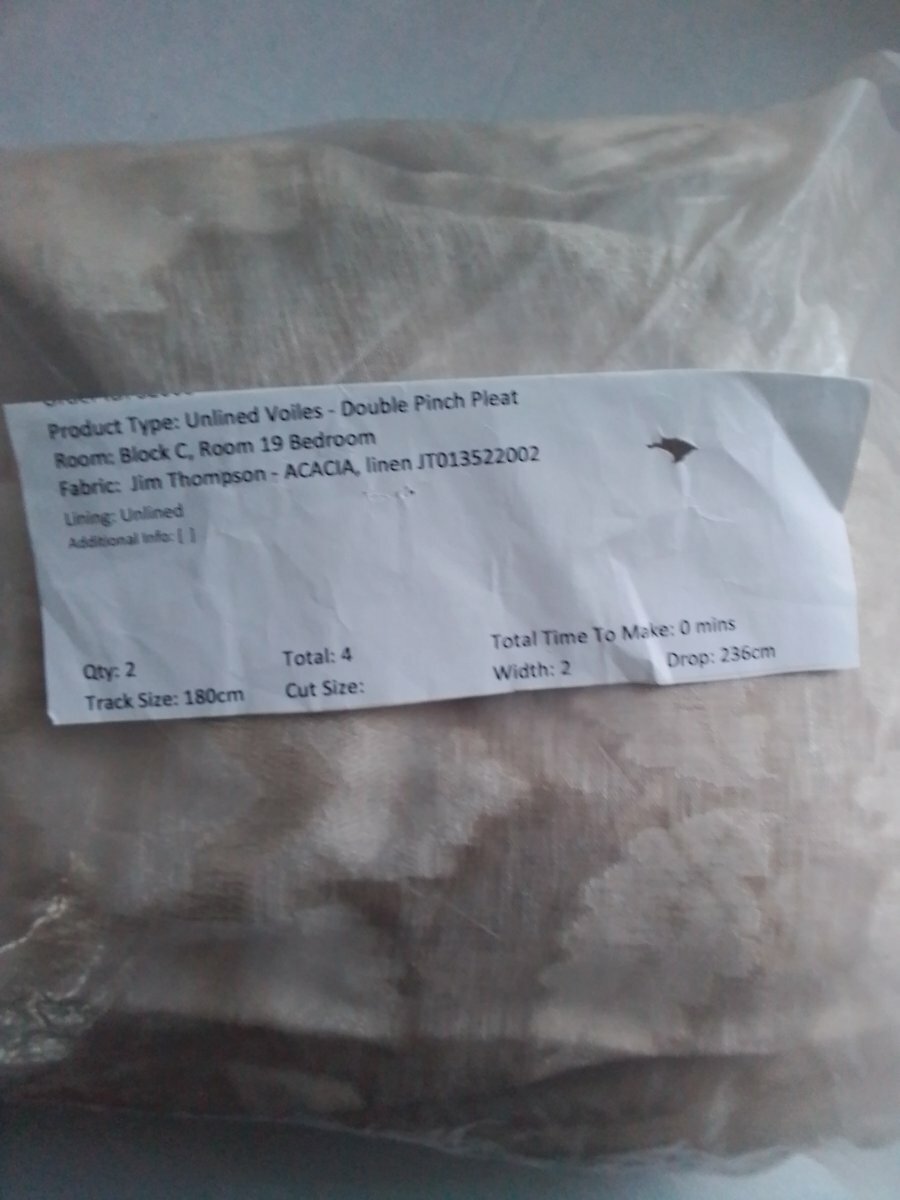 Product Type: Unlined Voiles - Double Pinch Pleat
Room: Block C, Room 19 Bedroom
Fabric: Jim Thompson - ACACIA, linen JT013522002
Lining: Unlined
Additional Info: [ ]
Qty: 2 Total: 4 Total Time To Make: 0 mins
Track Size: 180cm Cut Size: Width: 2 Drop: 236cm